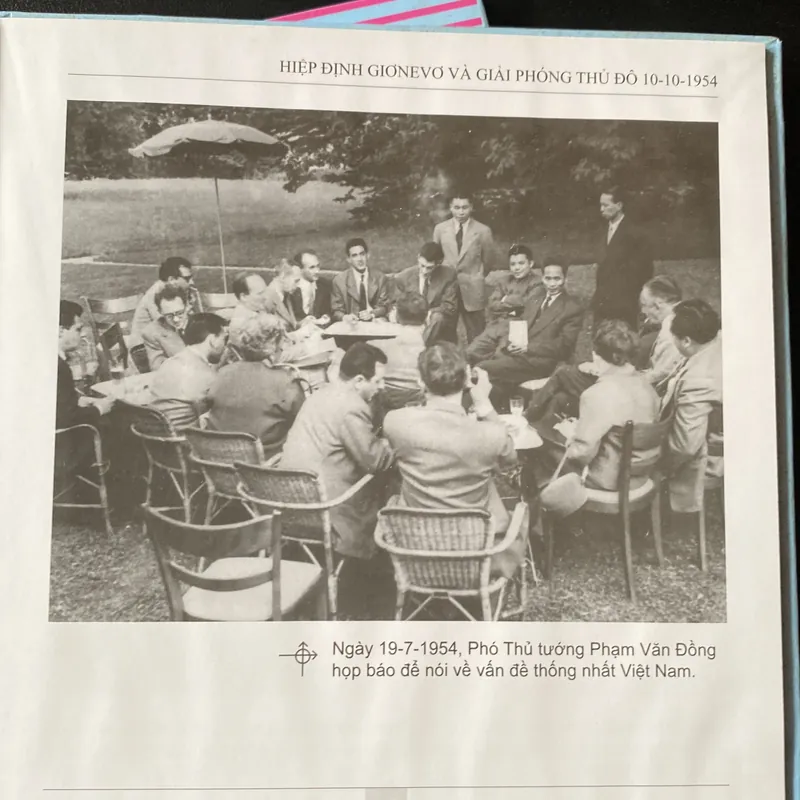 HIỆP ĐỊNH GIƠNEVƠ VÀ GIẢI PHÓNG THỦ ĐÔ 10-10-1954
Ngày 19-7-1954, Phó Thủ tướng Phạm Văn Đồng
họp báo để nói về vấn đề thống nhất Việt Nam.